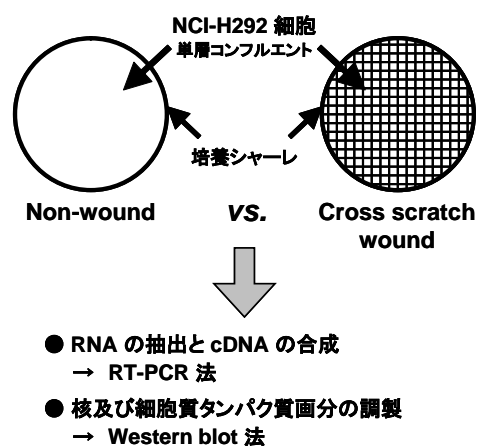 NCI-H292 細胞
単層コンフルエント
培養シャーレ
Non-wound
vs.
Cross scratch
wound
● RNA の抽出と cDNA の合成
→ RT-PCR 法
● 核及び細胞質タンパク質画分の調製
→ Western blot 法